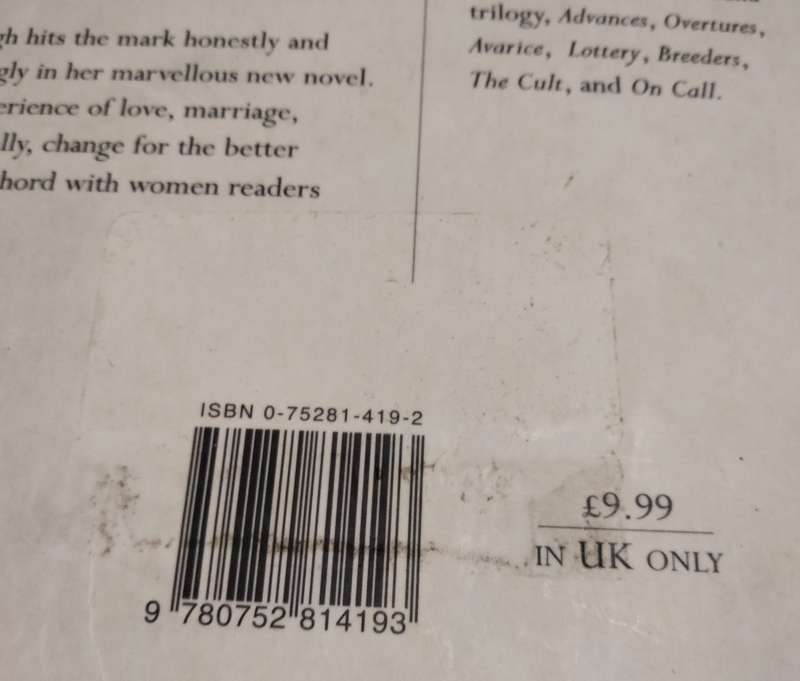 gh hits the mark honestly and
gly in her marvellous new novel.
erience of love, marriage,
lly, change for the better
hord with women readers
trilogy, Advances, Overtures,
Avarice, Lottery, Breeders,
The Cult, and On Call.
ISBN 0-75281-419-2
9 780752 814193
£9.99
IN UK ONLY